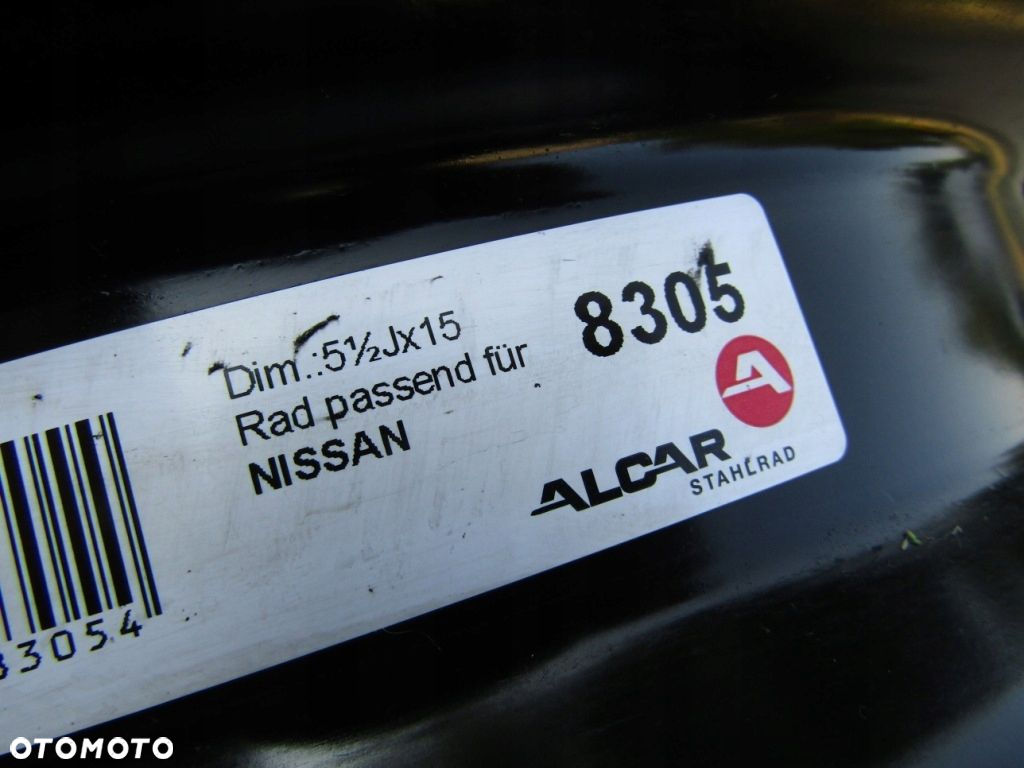 8305
Dim.:5½Jx15
Rad passend für
NISSAN
ALCAR
STAHLRAD
83054
OTOMOTO